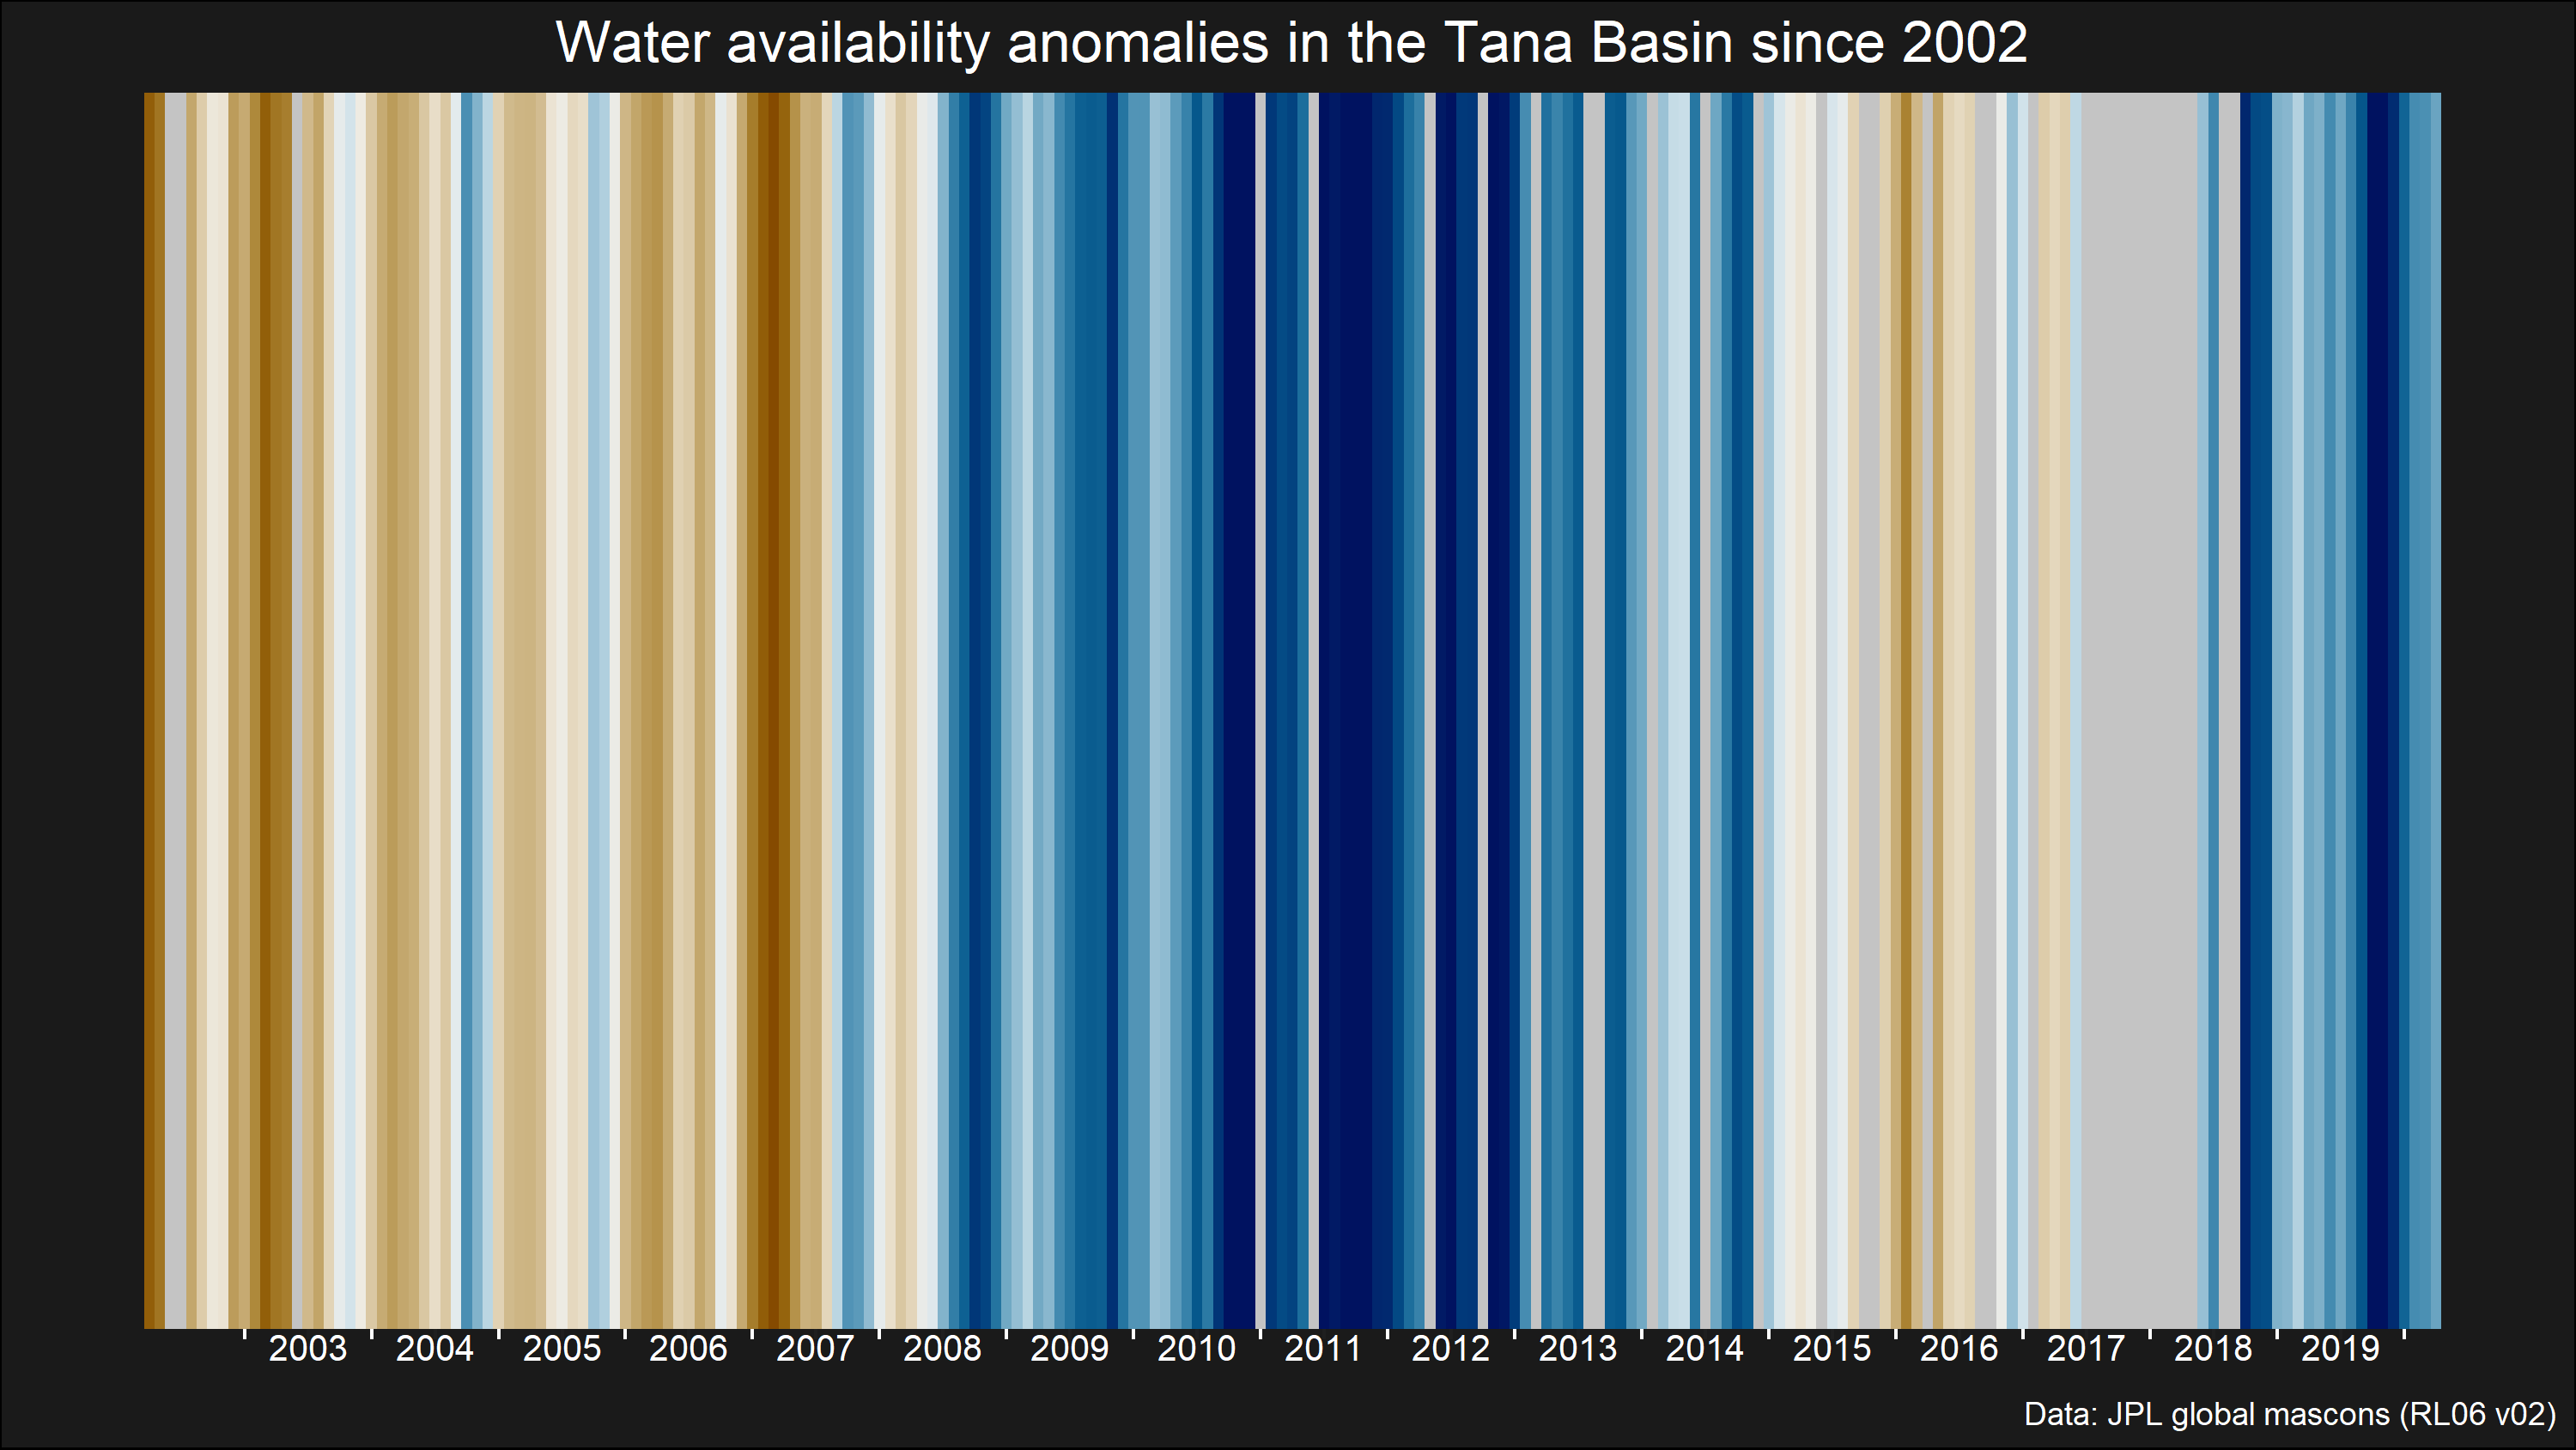 Water availability anomalies in the Tana Basin since 2002
2003 2004 2005 2006 2007 2008 2009 2010 2011 2012 2013 2014 2015 2016 2017 2018 2019
Data: JPL global mascons (RL06 v02)